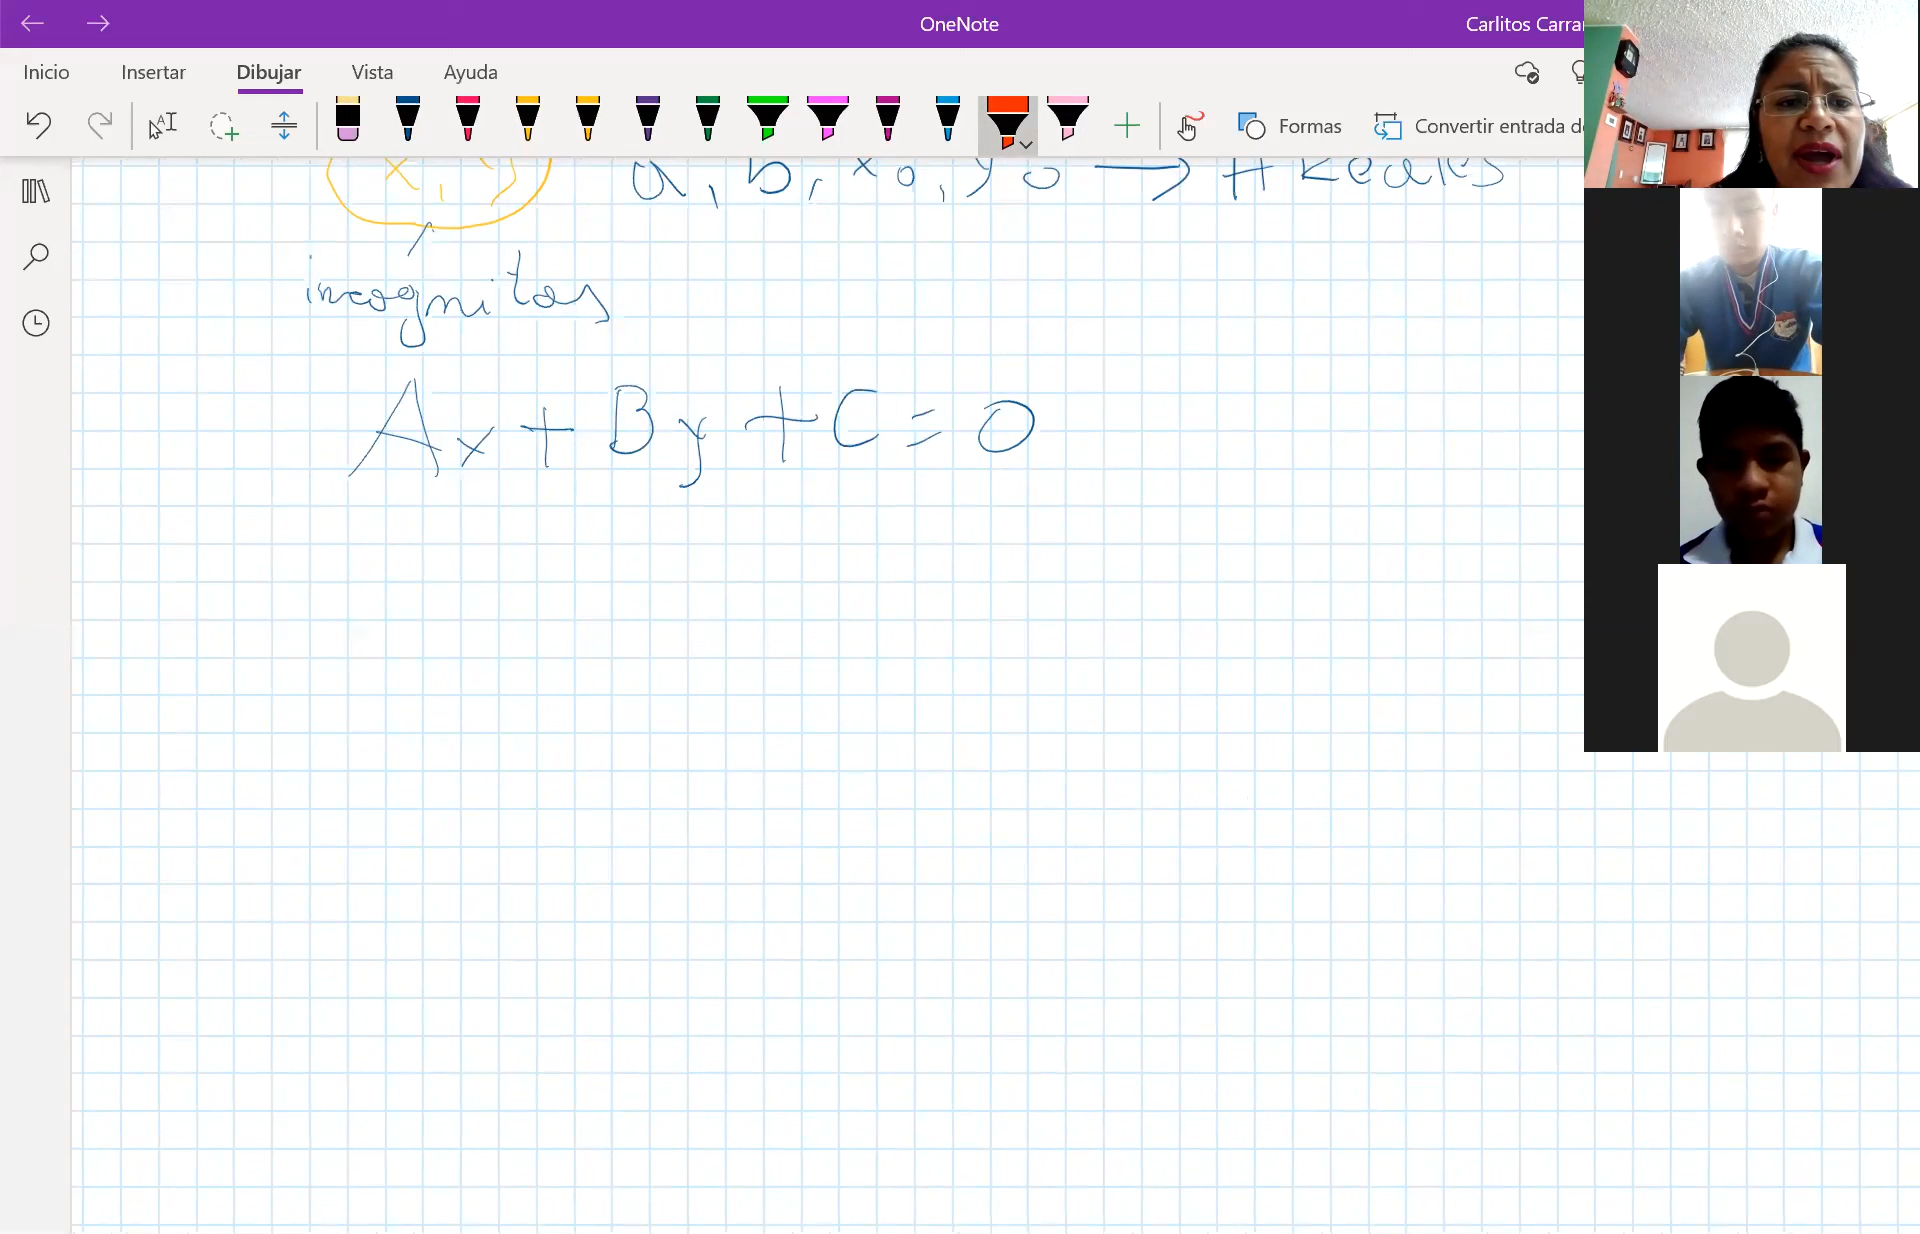 OneNote
Carlitos Carra
Inicio Insertar Dibujar Vista Ayuda
Formas Convertir entrada d
x, y a, b, x0, y0 → # Reales
incognitas
Ax + By + C = 0